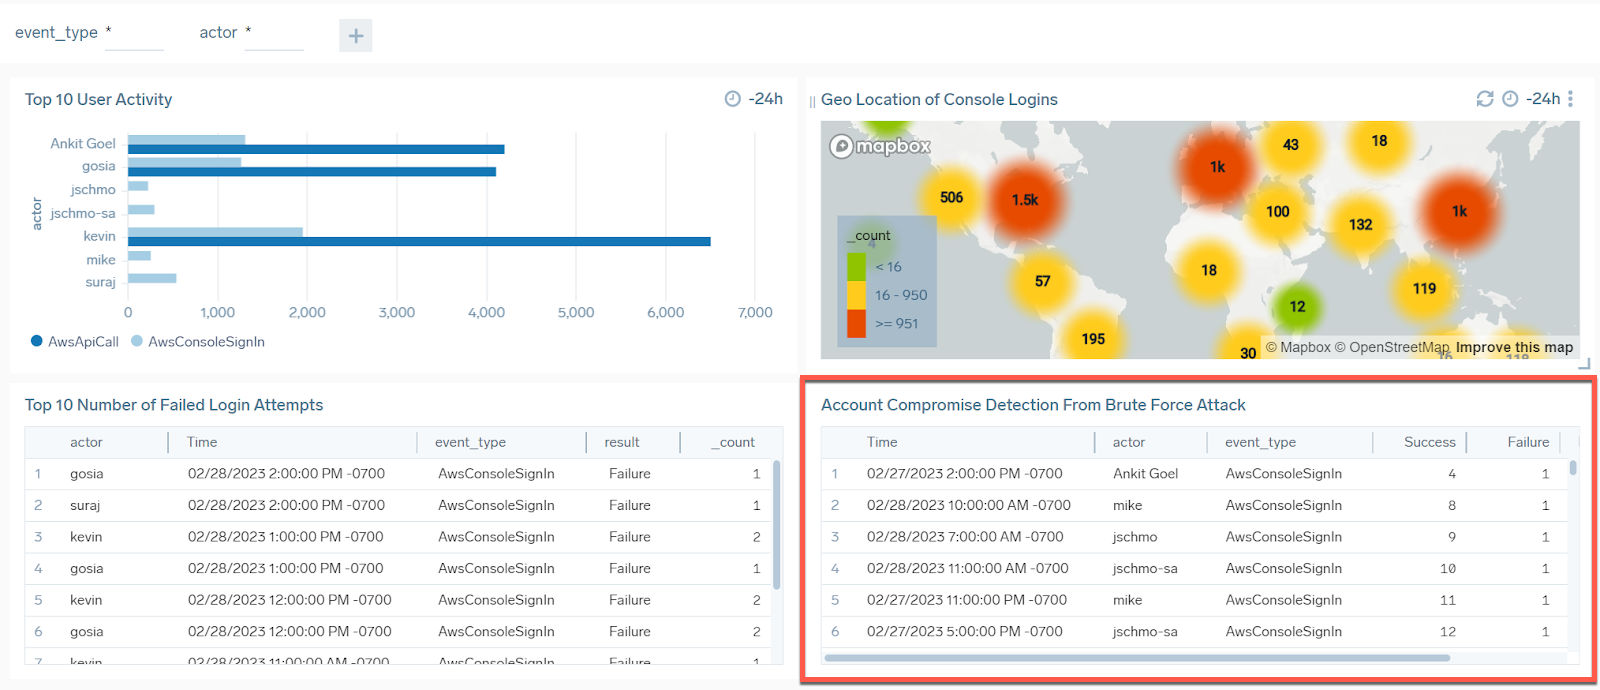 event_type * actor * +
Top 10 User Activity -24h
actor
Ankit Goel
gosia
jschmo
jschmo-sa
kevin
mike
suraj
0 1,000 2,000 3,000 4,000 5,000 6,000 7,000
AwsApiCall AwsConsoleSignIn
Geo Location of Console Logins -24h
mapbox
43 18
1k
506 1.5k
100 1k
132
_count
4
< 16
16 - 950
>= 951
57 18 119
12
195 30
16 118
© Mapbox © OpenStreetMap Improve this map
Top 10 Number of Failed Login Attempts
actor Time event_type result _count
1 gosia 02/28/2023 2:00:00 PM -0700 AwsConsoleSignIn Failure 1
2 suraj 02/28/2023 2:00:00 PM -0700 AwsConsoleSignIn Failure 1
3 kevin 02/28/2023 1:00:00 PM -0700 AwsConsoleSignIn Failure 2
4 gosia 02/28/2023 1:00:00 PM -0700 AwsConsoleSignIn Failure 1
5 kevin 02/28/2023 12:00:00 PM -0700 AwsConsoleSignIn Failure 2
6 gosia 02/28/2023 12:00:00 PM -0700 AwsConsoleSignIn Failure 2
7 kevin 02/28/2023 11:00:00 AM -0700 AwsConsoleSignIn Failure 1
Account Compromise Detection From Brute Force Attack
Time actor event_type Success Failure
1 02/27/2023 2:00:00 PM -0700 Ankit Goel AwsConsoleSignIn 4 1
2 02/28/2023 10:00:00 AM -0700 mike AwsConsoleSignIn 8 1
3 02/28/2023 7:00:00 AM -0700 jschmo AwsConsoleSignIn 9 1
4 02/28/2023 11:00:00 AM -0700 jschmo-sa AwsConsoleSignIn 10 1
5 02/27/2023 11:00:00 PM -0700 mike AwsConsoleSignIn 11 1
6 02/27/2023 5:00:00 PM -0700 jschmo-sa AwsConsoleSignIn 12 1